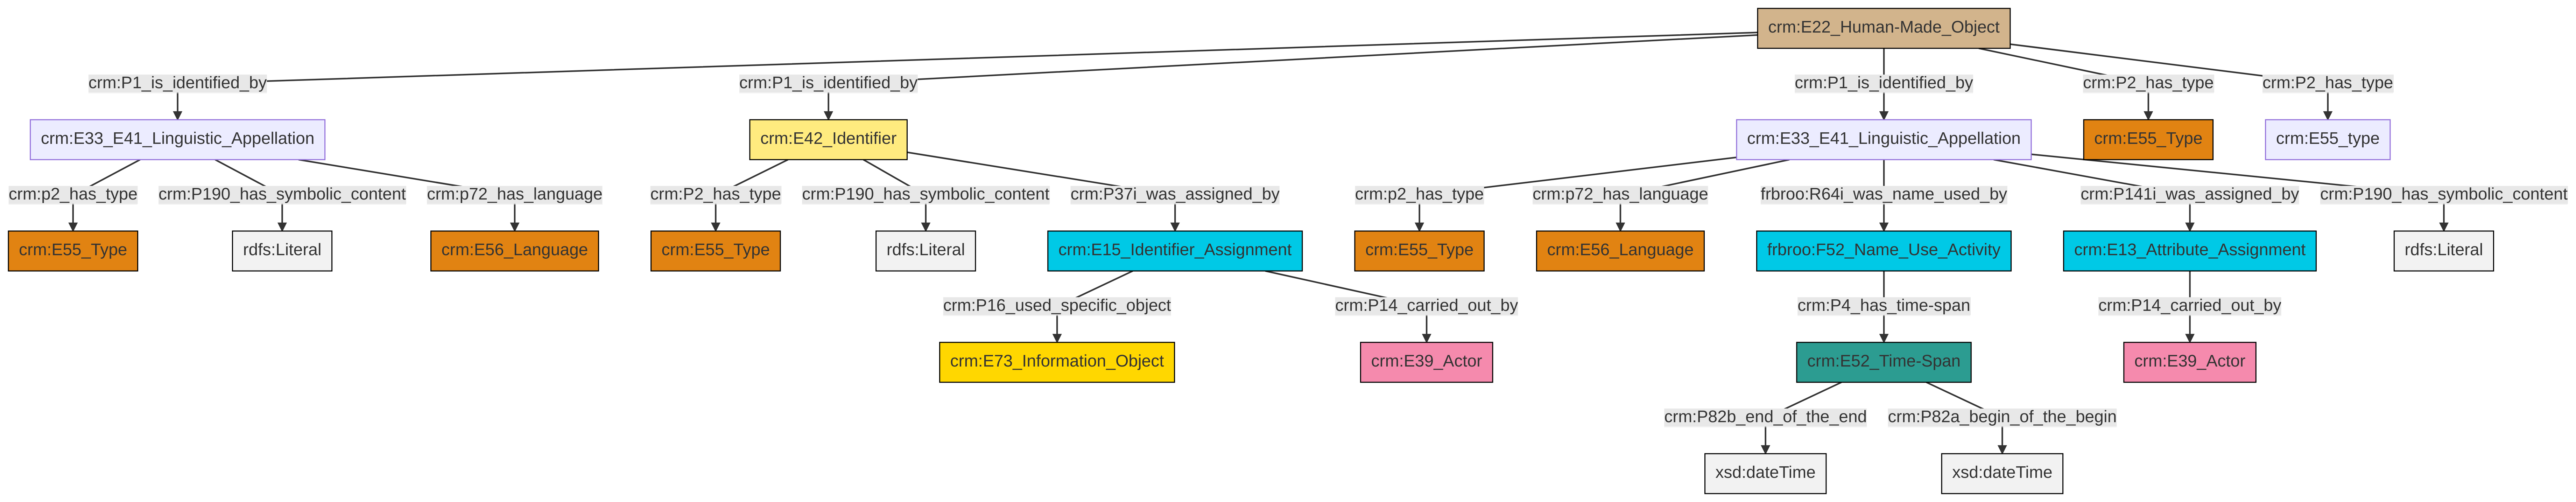 crm:E22_Human-Made_Object
crm:P1_is_identified_by
crm:P1_is_identified_by
crm:P1_is_identified_by
crm:P2_has_type
crm:P2_has_type
crm:E33_E41_Linguistic_Appellation
crm:E42_Identifier
crm:E33_E41_Linguistic_Appellation
crm:E55_Type
crm:E55_type
crm:p2_has_type
crm:P190_has_symbolic_content
crm:p72_has_language
crm:P2_has_type
crm:P190_has_symbolic_content
crm:P37i_was_assigned_by
crm:p2_has_type
crm:p72_has_language
frbroo:R64i_was_name_used_by
crm:P141i_was_assigned_by
crm:P190_has_symbolic_content
crm:E55_Type
rdfs:Literal
crm:E56_Language
crm:E55_Type
rdfs:Literal
crm:E15_Identifier_Assignment
crm:E55_Type
crm:E56_Language
frbroo:F52_Name_Use_Activity
crm:E13_Attribute_Assignment
rdfs:Literal
crm:P16_used_specific_object
crm:P14_carried_out_by
crm:P4_has_time-span
crm:P14_carried_out_by
crm:E73_Information_Object
crm:E39_Actor
crm:E52_Time-Span
crm:E39_Actor
crm:P82b_end_of_the_end
crm:P82a_begin_of_the_begin
xsd:dateTime
xsd:dateTime